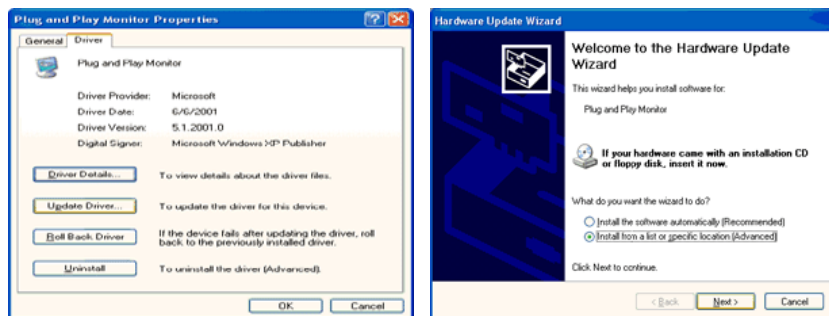 Plug and Play Monitor Properties
General Driver
Plug and Play Monitor
Driver Provider: Microsoft
Driver Date: 6/6/2001
Driver Version: 5.1.2001.0
Digital Signer: Microsoft Windows XP Publisher
Driver Details... To view details about the driver files.
Update Driver... To update the driver for this device.
Roll Back Driver If the device fails after updating the driver, roll
back to the previously installed driver.
Uninstall To uninstall the driver (Advanced).
OK Cancel
Hardware Update Wizard
Welcome to the Hardware Update
Wizard
This wizard helps you install software for:
Plug and Play Monitor
If your hardware came with an installation CD
or floppy disk, insert it now.
What do you want the wizard to do?
Install the software automatically (Recommended)
Install from a list or specific location (Advanced)
Click Next to continue.
< Back Next > Cancel